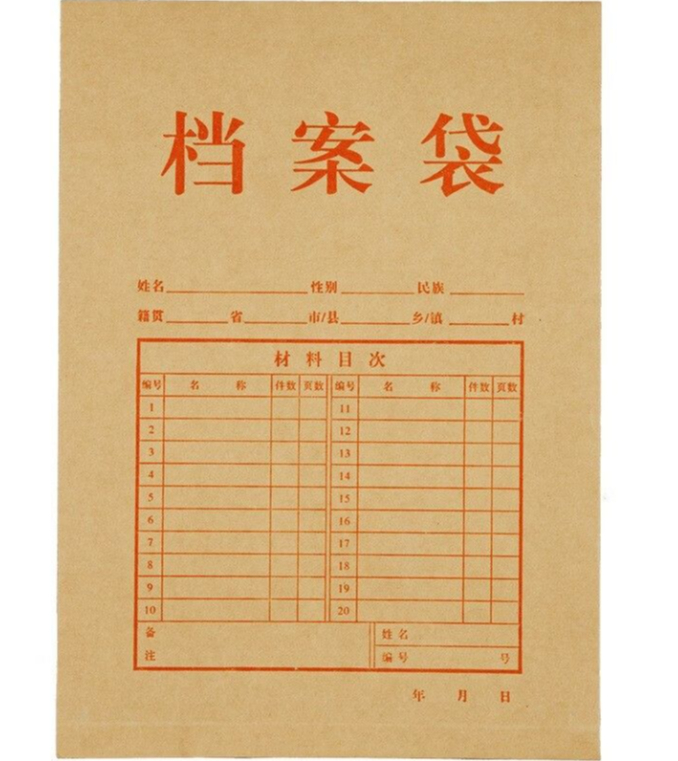 档案袋
姓名 性别 民族
籍贯 省 市/县 乡/镇 村
材料目次
编号 名称 件数 页数 编号 名称 件数 页数
1 11
2 12
3 13
4 14
5 15
6 16
7 17
8 18
9 19
10 20
备注 姓名
编号 号
年 月 日